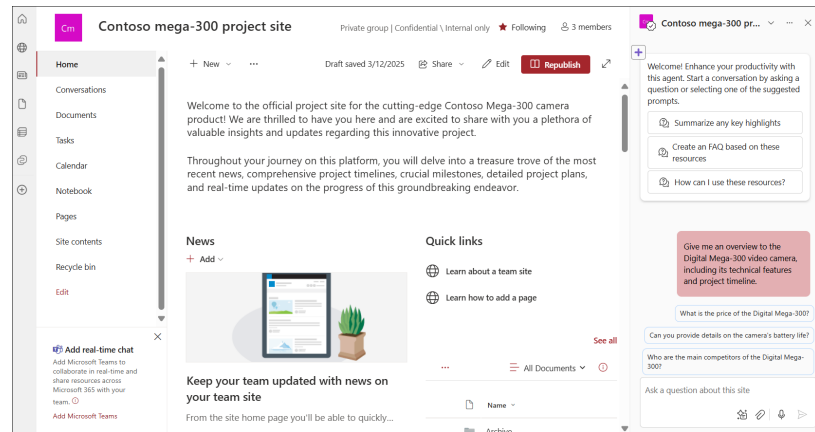 Cm
Contoso mega-300 project site
Private group | Confidential \ Internal only
Following
3 members
Home
Conversations
Documents
Tasks
Calendar
Notebook
Pages
Site contents
Recycle bin
Edit
Add real-time chat
Add Microsoft Teams to
collaborate in real-time and
share resources across
Microsoft 365 with your
team.
Add Microsoft Teams
+ New
...
Draft saved 3/12/2025
Share
Edit
Republish
Welcome to the official project site for the cutting-edge Contoso Mega-300 camera
product! We are thrilled to have you here and are excited to share with you a plethora of
valuable insights and updates regarding this innovative project.
Throughout your journey on this platform, you will delve into a treasure trove of the most
recent news, comprehensive project timelines, crucial milestones, detailed project plans,
and real-time updates on the progress of this groundbreaking endeavor.
News
+ Add
Keep your team updated with news on
your team site
From the site home page you'll be able to quickly...
Quick links
Learn about a team site
Learn how to add a page
See all
...
All Documents
Name
Archive
Contoso mega-300 pr...
...
Welcome! Enhance your productivity with
this agent. Start a conversation by asking a
question or selecting one of the suggested
prompts.
Summarize any key highlights
Create an FAQ based on these
resources
How can I use these resources?
Give me an overview to the
Digital Mega-300 video camera,
including its technical features
and project timeline.
What is the price of the Digital Mega-300?
Can you provide details on the camera's battery life?
Who are the main competitors of the Digital Mega-
300?
Ask a question about this site